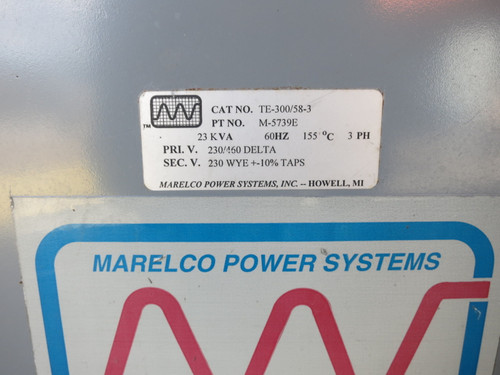 CAT NO. TE-300/58-3
PT NO. M-5739E
23 KVA 60HZ 155 °C 3 PH
PRI. V. 230/460 DELTA
SEC. V. 230 WYE +-10% TAPS
MARELCO POWER SYSTEMS, INC. -- HOWELL, MI
TM
MARELCO POWER SYSTEMS